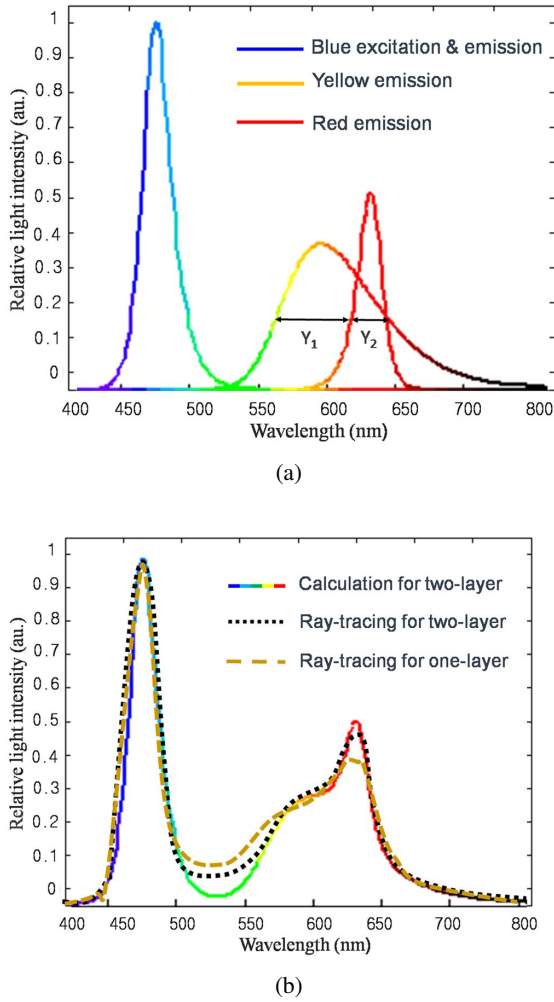 1
0.9
0.8
0.7
0.6
0.5
0.4
0.3
0.2
0.1
0
Relative light intensity (au.)
Blue excitation & emission
Yellow emission
Red emission
Y1 Y2
400 450 500 550 600 650 700 800
Wavelength (nm)
(a)
1
0.9
0.8
0.7
0.6
0.5
0.4
0.3
0.2
0.1
0
Relative light intensity (au.)
Calculation for two-layer
Ray-tracing for two-layer
Ray-tracing for one-layer
400 450 500 550 600 650 700 800
Wavelength (nm)
(b)